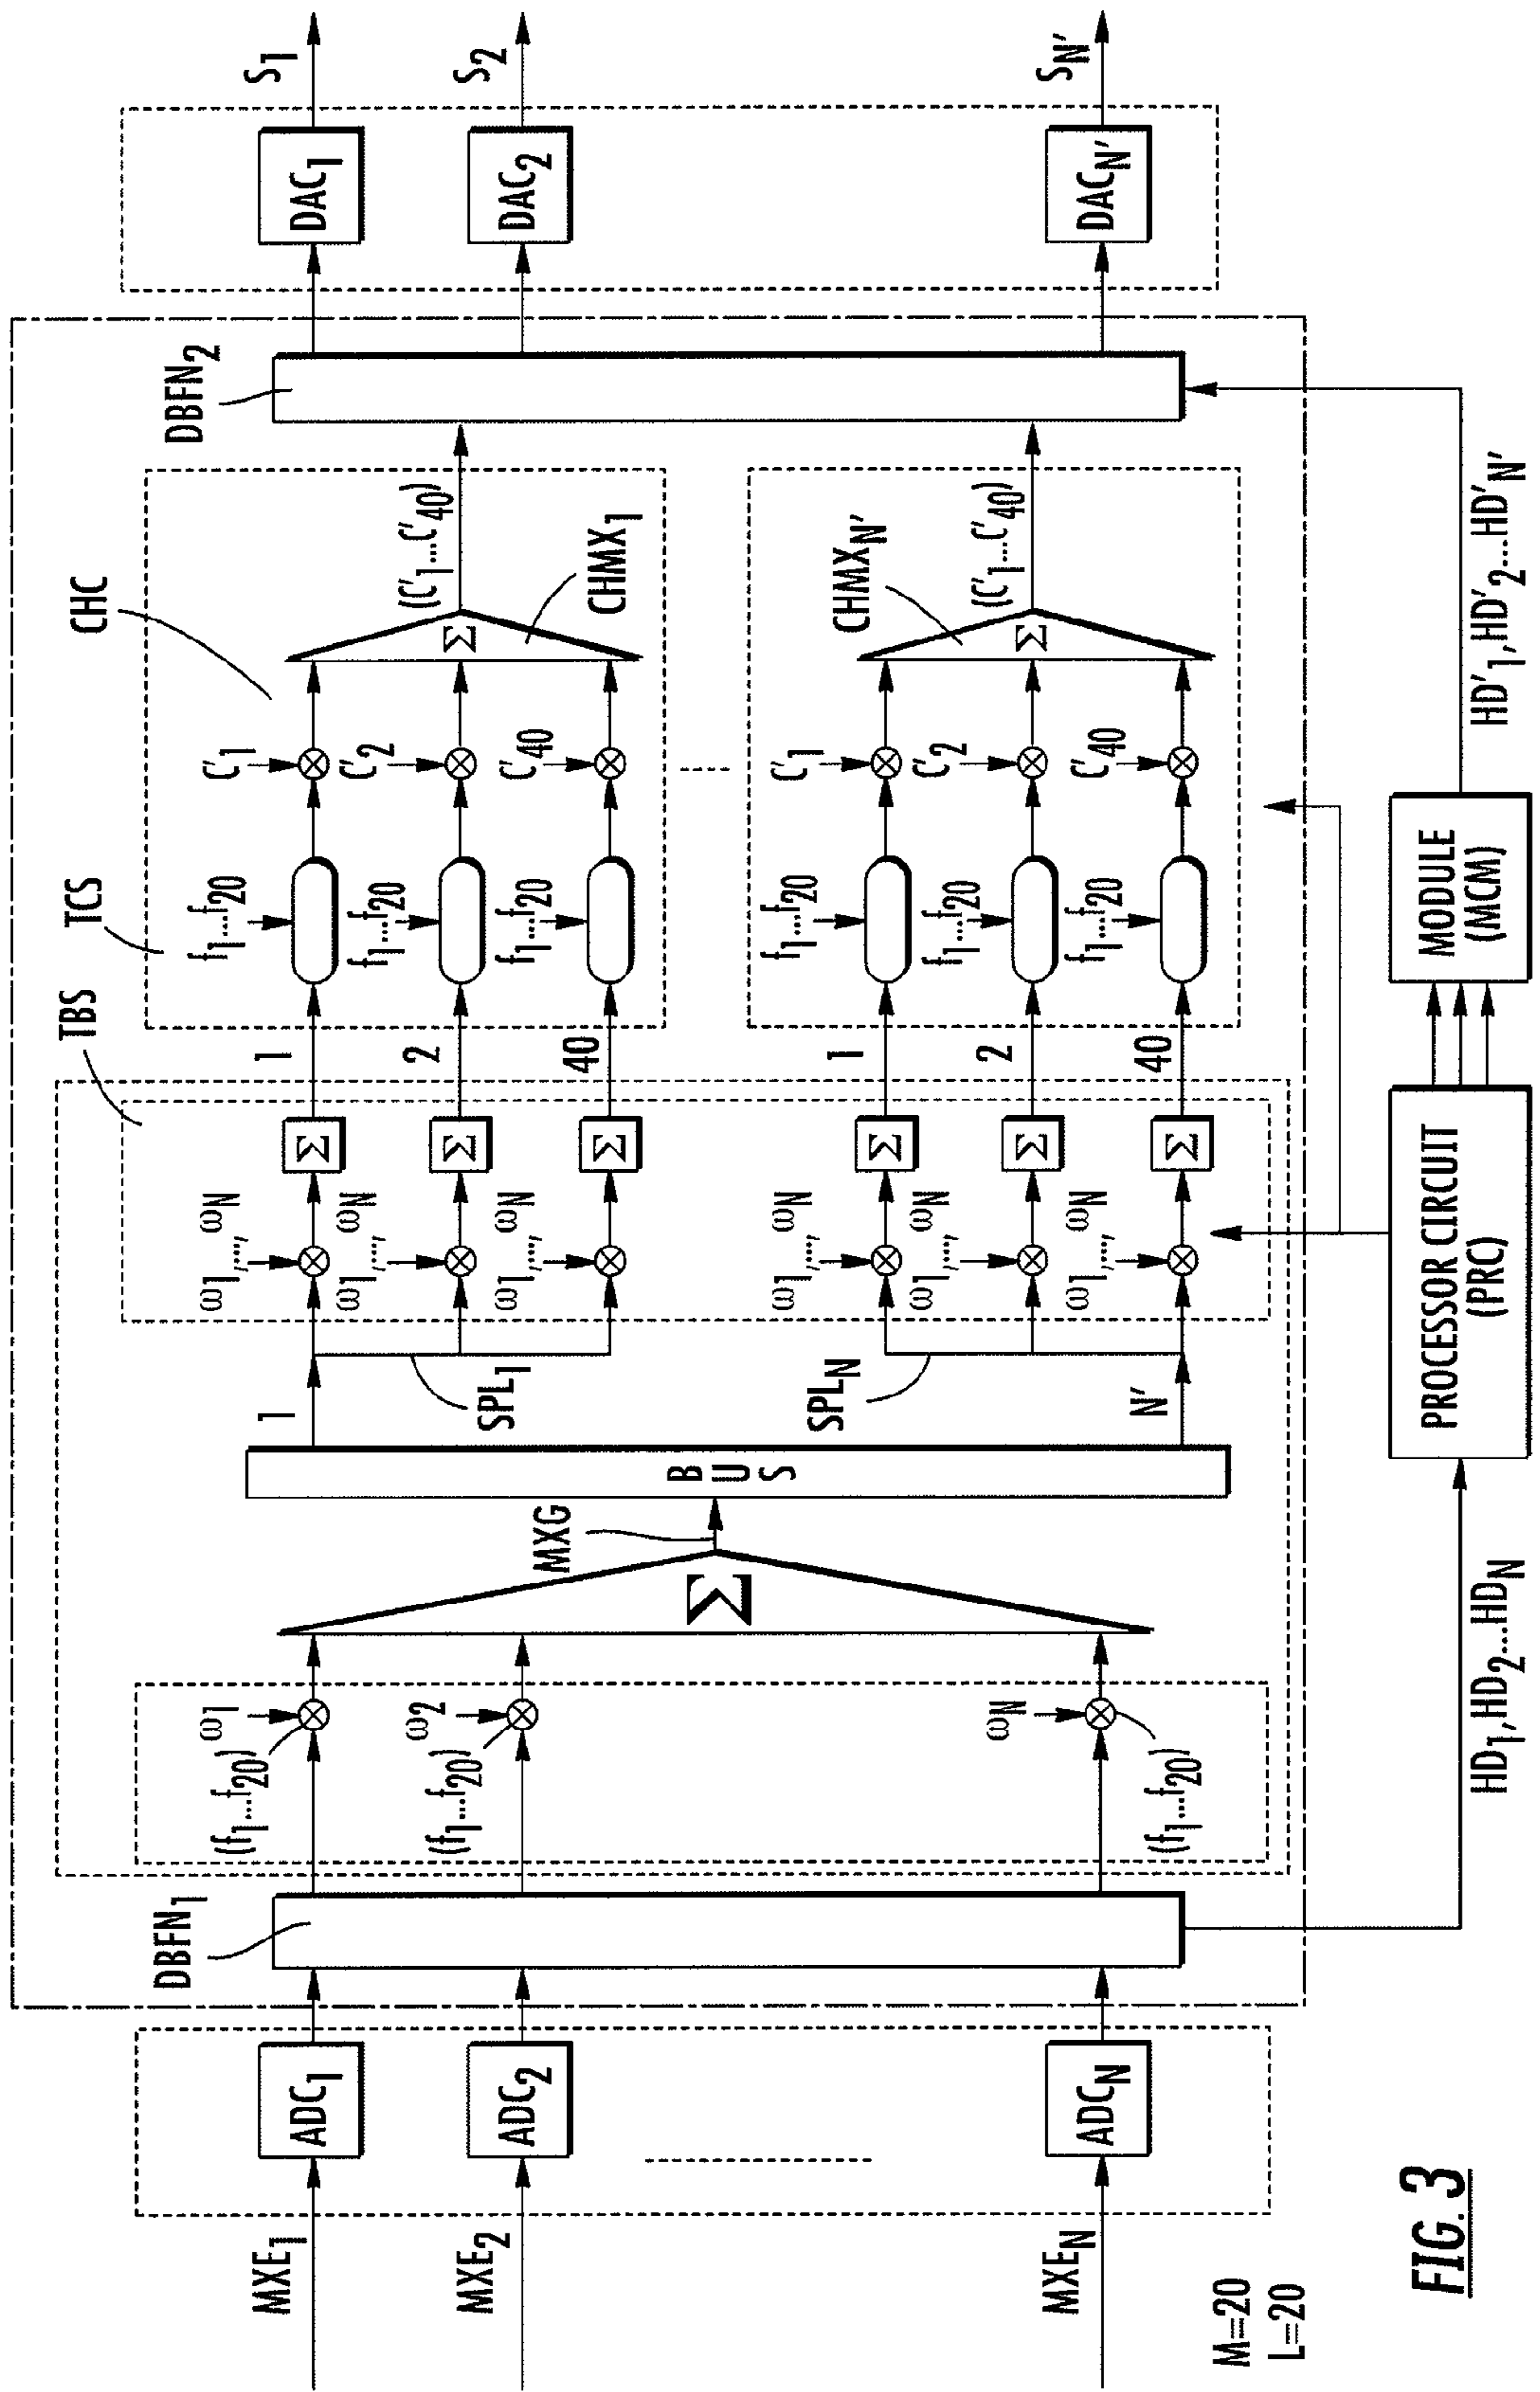 MXE1
MXE2
MXEN
ADC1
ADC2
ADCN
DBFN1
(f1...f20)
ω1
(f1...f20)
ω2
(f1...f20)
ωN
Σ
MXG
BUS
1
N'
SPL1
SPLN
TBS
ω1,...,ωN
ω1,...,ωN
ω1,...,ωN
ω1,...,ωN
ω1,...,ωN
ω1,...,ωN
Σ
Σ
Σ
Σ
Σ
Σ
1
2
40
1
2
40
TCS
f1...f20
f1...f20
f1...f20
f1...f20
f1...f20
f1...f20
CHC
C'1
C'2
C'40
C'1
C'2
C'40
Σ
Σ
CHMX1
CHMXN'
(C'1...C'40)
(C'1...C'40)
DBFN2
DAC1
DAC2
DACN'
S1
S2
SN'
HD1,HD2...HDN
PROCESSOR CIRCUIT
(PRC)
MODULE
(MCM)
HD'1,HD'2...HD'N'
M=20
L=20
FIG. 3